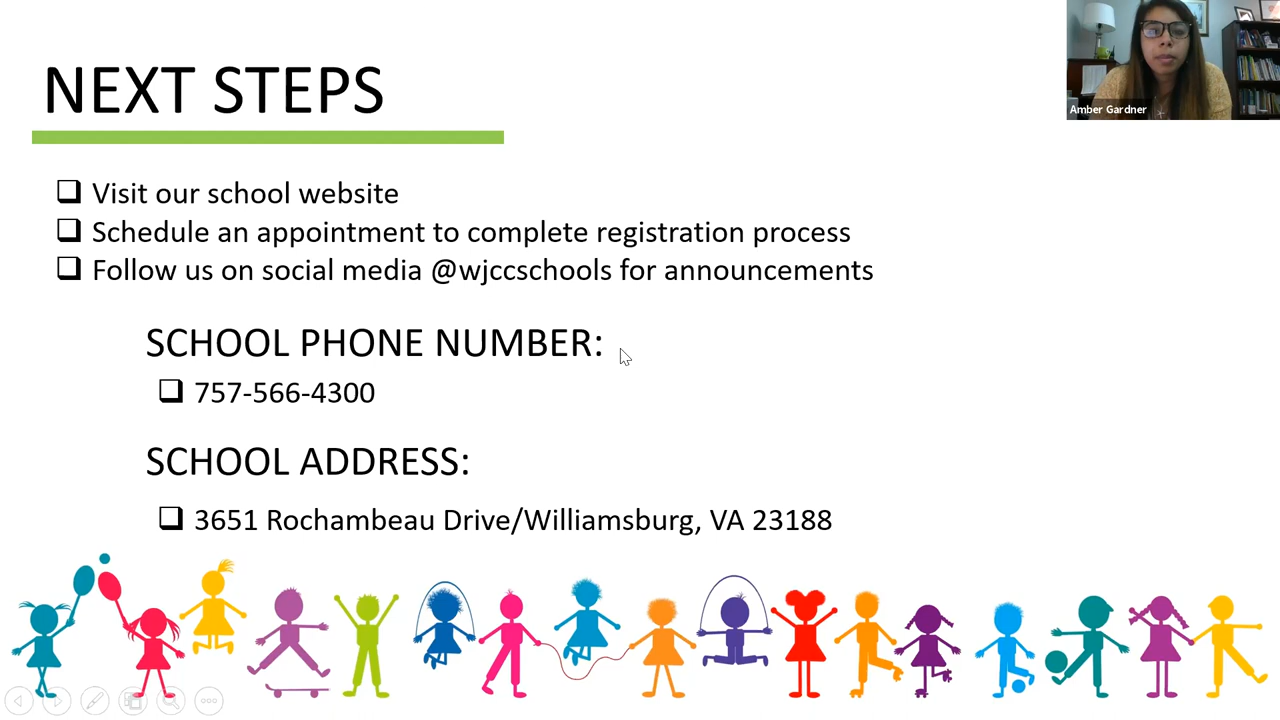 NEXT STEPS
Amber Gardner
Visit our school website
Schedule an appointment to complete registration process
Follow us on social media @wjccschools for announcements
SCHOOL PHONE NUMBER:
757-566-4300
SCHOOL ADDRESS:
3651 Rochambeau Drive/Williamsburg, VA 23188